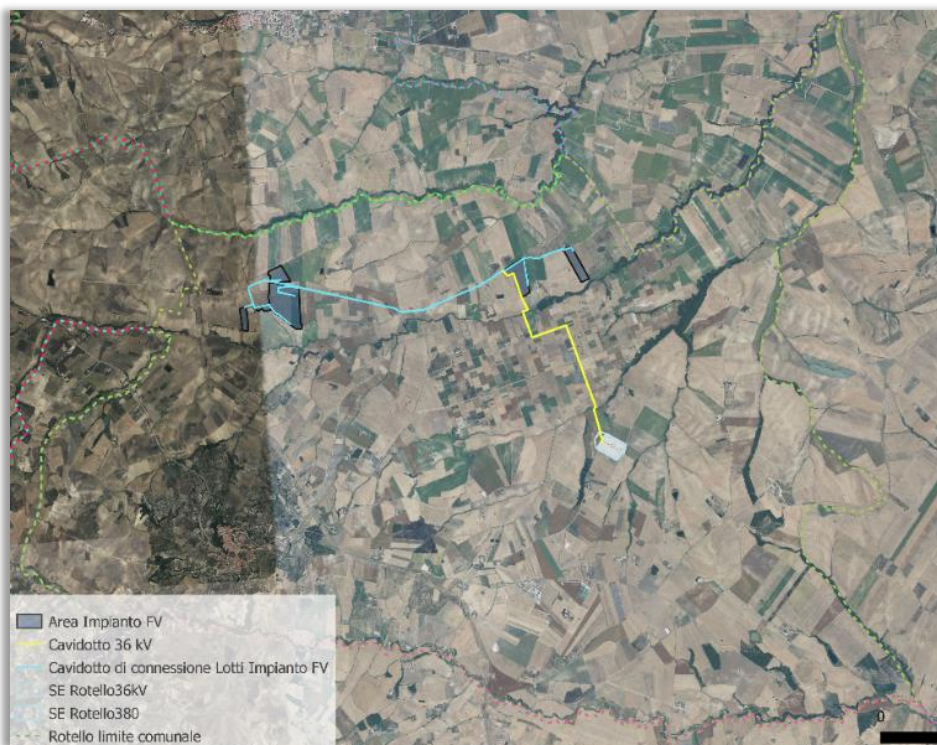 Area Impianto FV
Cavidotto 36 kV
Cavidotto di connessione Lotti Impianto FV
SE Rotello36kV
SE Rotello380
Rotello limite comunale
0